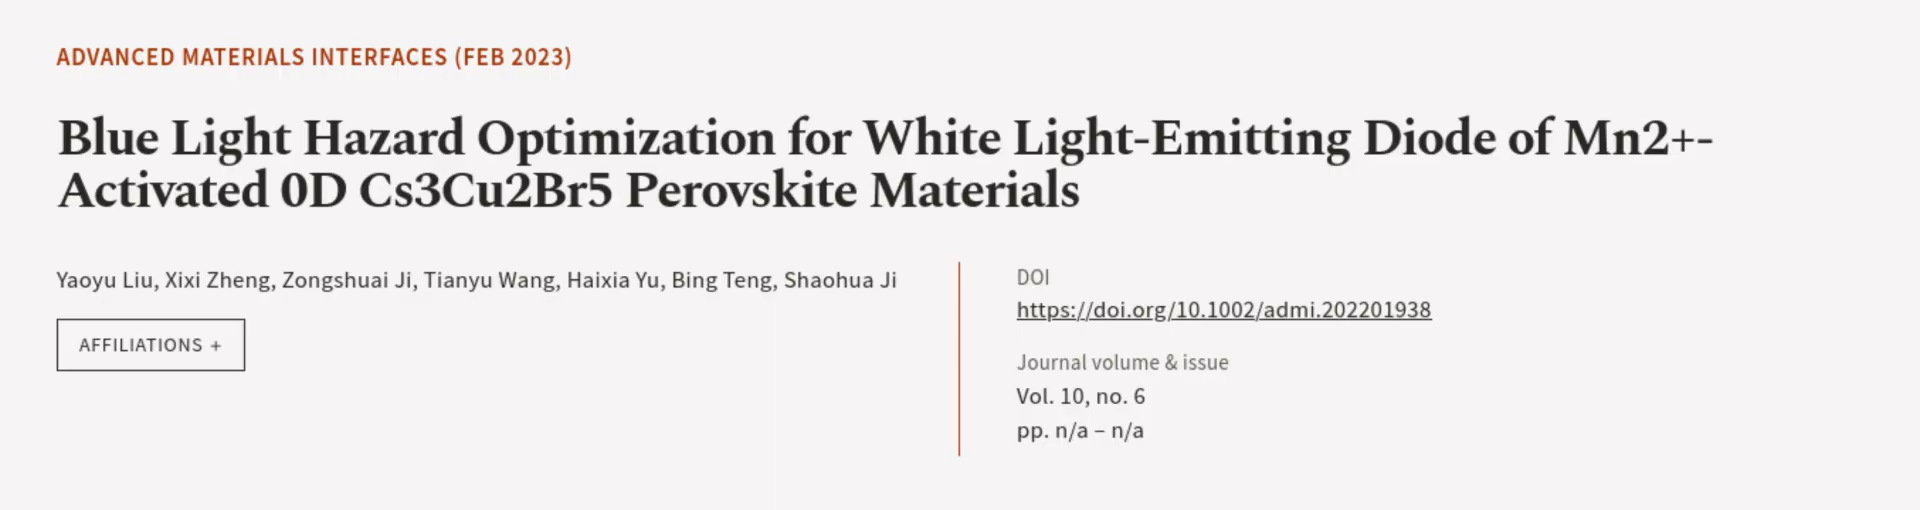 ADVANCED MATERIALS INTERFACES (FEB 2023)
Blue Light Hazard Optimization for White Light-Emitting Diode of Mn2+-
Activated 0D Cs3Cu2Br5 Perovskite Materials
Yaoyu Liu, Xixi Zheng, Zongshuai Ji, Tianyu Wang, Haixia Yu, Bing Teng, Shaohua Ji
AFFILIATIONS +
DOI
https://doi.org/10.1002/admi.202201938
Journal volume & issue
Vol. 10, no. 6
pp. n/a – n/a